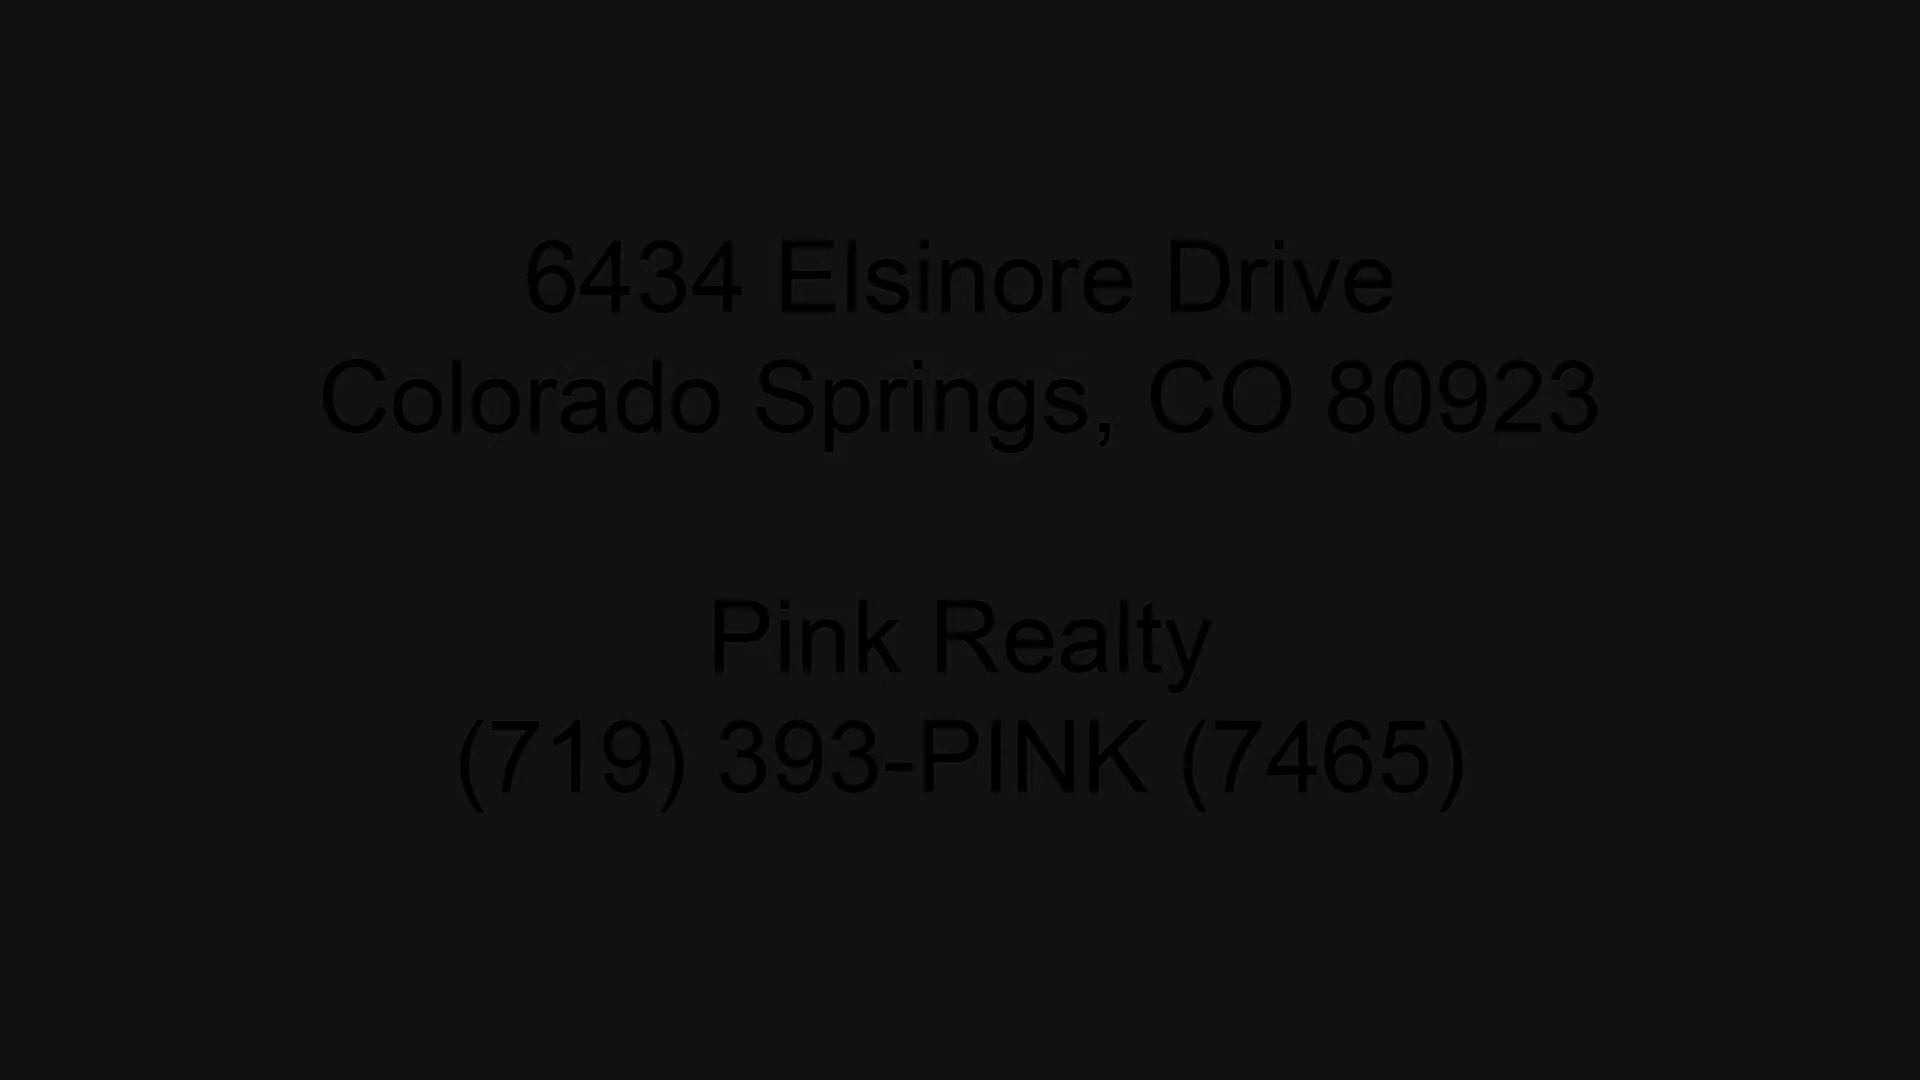 6434 Elsinore Drive
Colorado Springs, CO 80923
Pink Realty
(719) 393-PINK (7465)